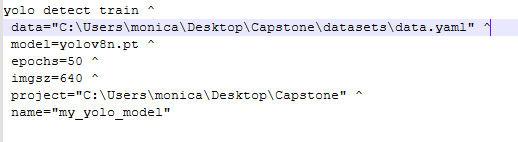 yolo detect train ^
data="C:\Users\monica\Desktop\Capstone\datasets\data.yaml" ^
model=yolov8n.pt ^
epochs=50 ^
imgsz=640 ^
project="C:\Users\monica\Desktop\Capstone" ^
name="my_yolo_model"